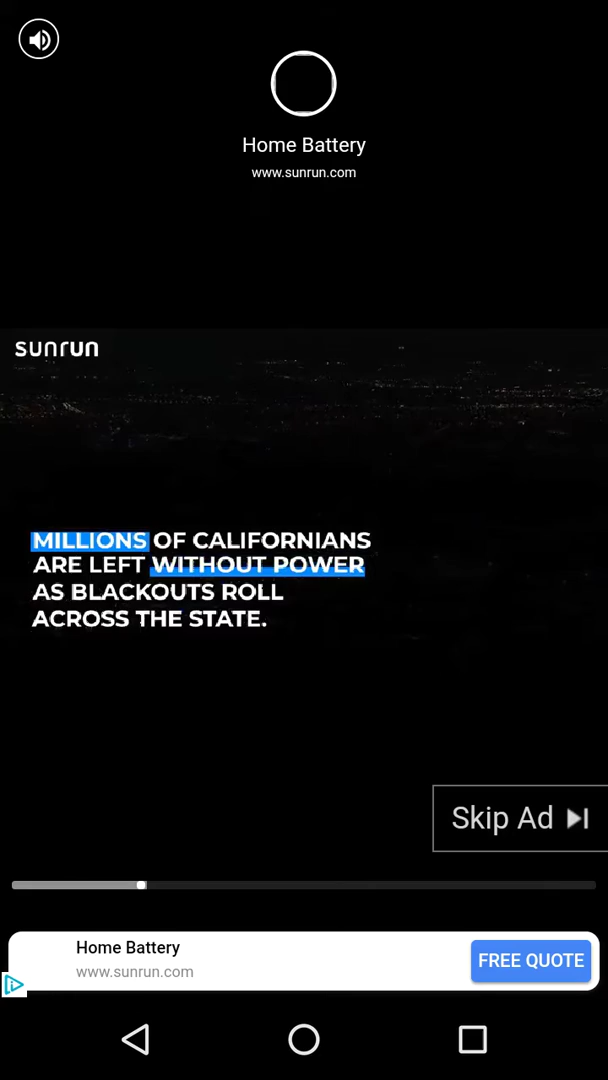 Home Battery
www.sunrun.com
sunrun
MILLIONS OF CALIFORNIANS
ARE LEFT WITHOUT POWER
AS BLACKOUTS ROLL
ACROSS THE STATE.
Skip Ad
Home Battery
www.sunrun.com
FREE QUOTE